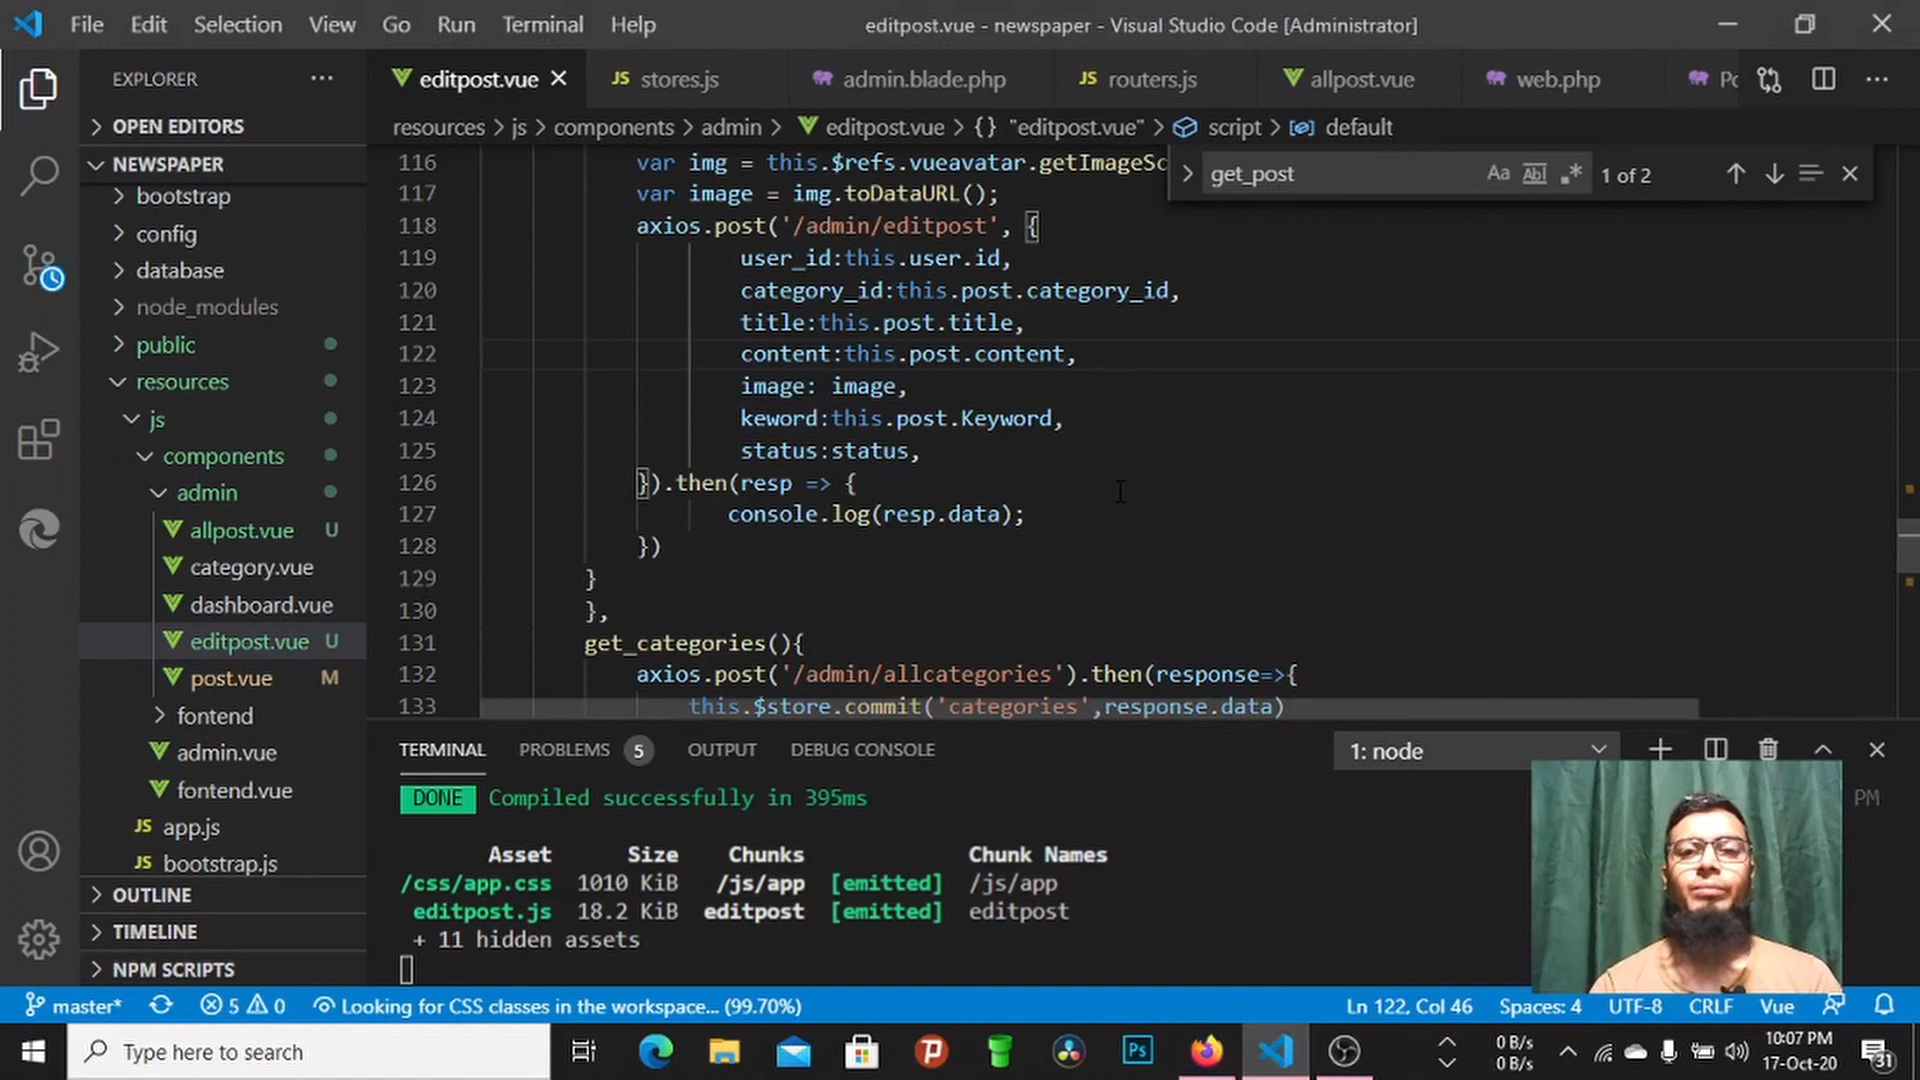 File Edit Selection View Go Run Terminal Help
editpost.vue - newspaper - Visual Studio Code [Administrator]
EXPLORER
editpost.vue
JS stores.js
admin.blade.php
JS routers.js
allpost.vue
web.php
Pc
OPEN EDITORS
resources > js > components > admin > editpost.vue > {} "editpost.vue" > script > default
NEWSPAPER
bootstrap
config
database
node_modules
public
resources
js
components
admin
allpost.vue U
category.vue
dashboard.vue
editpost.vue U
post.vue M
fontend
admin.vue
fontend.vue
JS app.js
JS bootstrap.js
OUTLINE
TIMELINE
NPM SCRIPTS
get_post
Aa Abl .*
1 of 2
116 var img = this.$refs.vueavatar.getImageSc
117 var image = img.toDataURL();
118 axios.post('/admin/editpost', {
119 user_id:this.user.id,
120 category_id:this.post.category_id,
121 title:this.post.title,
122 content:this.post.content,
123 image: image,
124 keword:this.post.Keyword,
125 status:status,
126 }).then(resp => {
127 console.log(resp.data);
128 })
129 }
130 },
131 get_categories(){
132 axios.post('/admin/allcategories').then(response=>{
133 this.$store.commit('categories',response.data)
TERMINAL PROBLEMS 5 OUTPUT DEBUG CONSOLE
1: node
DONE Compiled successfully in 395ms
PM
Asset Size Chunks Chunk Names
/css/app.css 1010 KiB /js/app [emitted] /js/app
editpost.js 18.2 KiB editpost [emitted] editpost
+ 11 hidden assets
master* 5 0 Looking for CSS classes in the workspace... (99.70%)
Ln 122, Col 46 Spaces: 4 UTF-8 CRLF Vue
Type here to search
Ps
0 B/s
0 B/s
10:07 PM
17-Oct-20
31